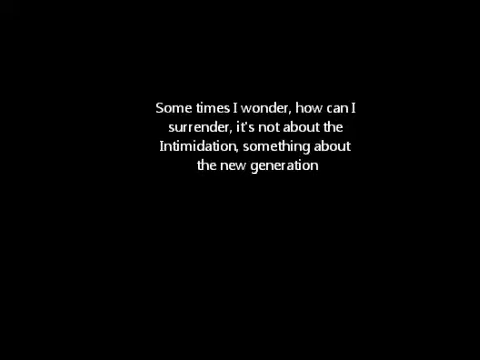 Some times I wonder, how can I
surrender, it's not about the
Intimidation, something about
the new generation